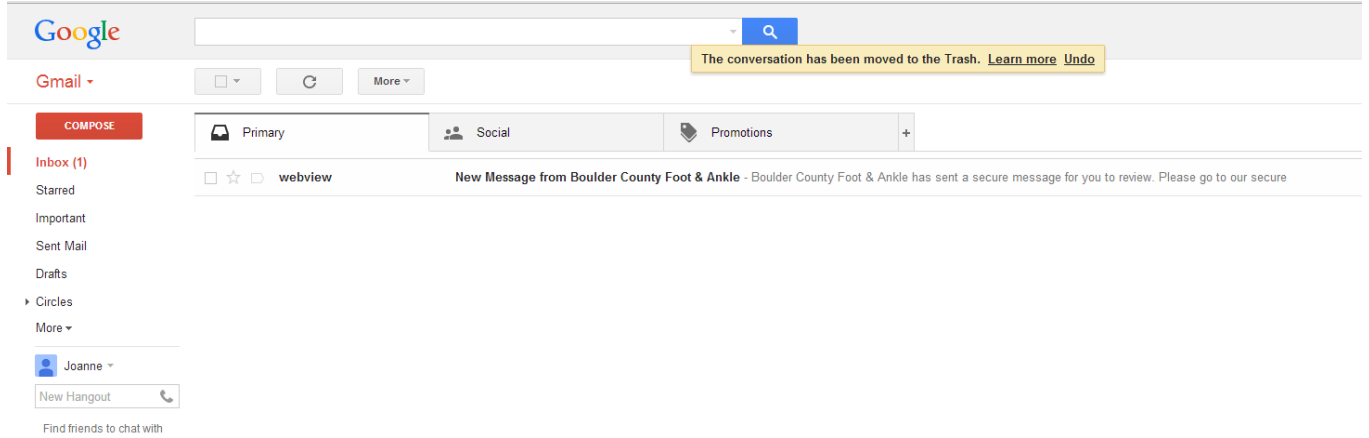 Google
The conversation has been moved to the Trash. Learn more Undo
Gmail
More
COMPOSE
Primary
Social
Promotions
+
Inbox (1)
webview New Message from Boulder County Foot & Ankle - Boulder County Foot & Ankle has sent a secure message for you to review. Please go to our secure
Starred
Important
Sent Mail
Drafts
Circles
More
Joanne
New Hangout
Find friends to chat with